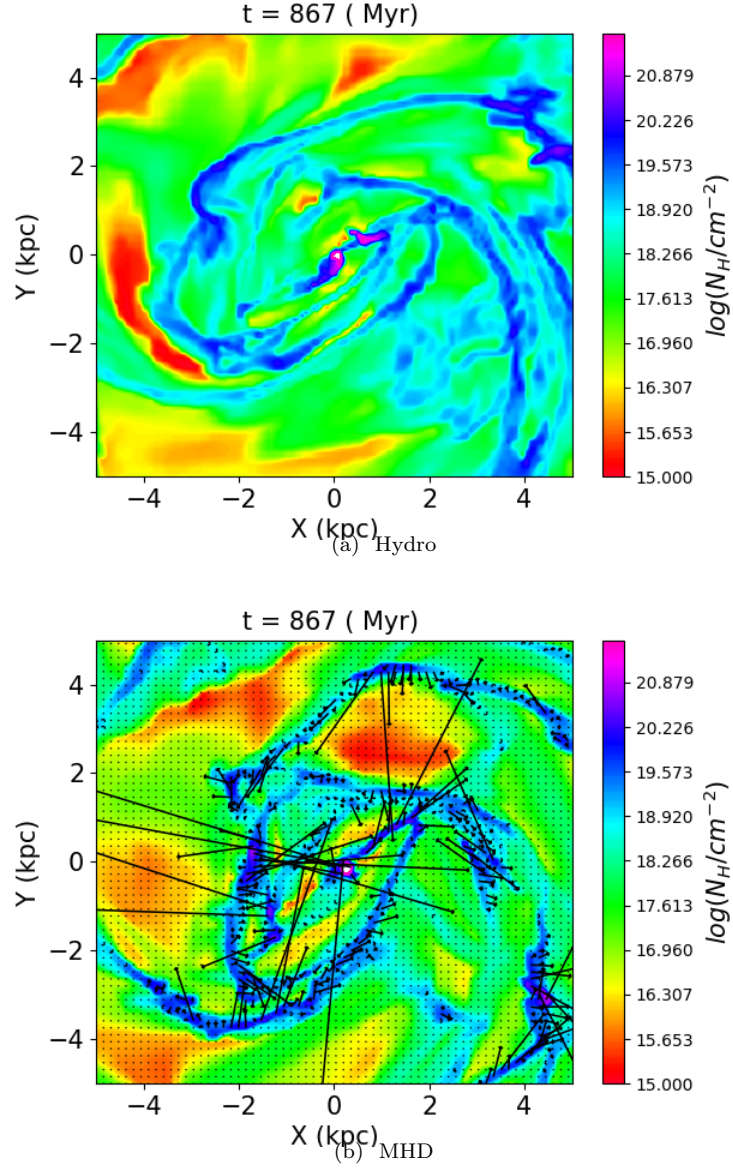 t = 867 ( Myr)
4
2
0
−2
−4
Y (kpc)
−4 −2 0 2 4
X (kpc)
20.879
20.226
19.573
18.920
18.266
17.613
16.960
16.307
15.653
15.000
log(N_H/cm^{-2})
(a) Hydro
t = 867 ( Myr)
4
2
0
−2
−4
Y (kpc)
−4 −2 0 2 4
X (kpc)
20.879
20.226
19.573
18.920
18.266
17.613
16.960
16.307
15.653
15.000
log(N_H/cm^{-2})
(b) MHD